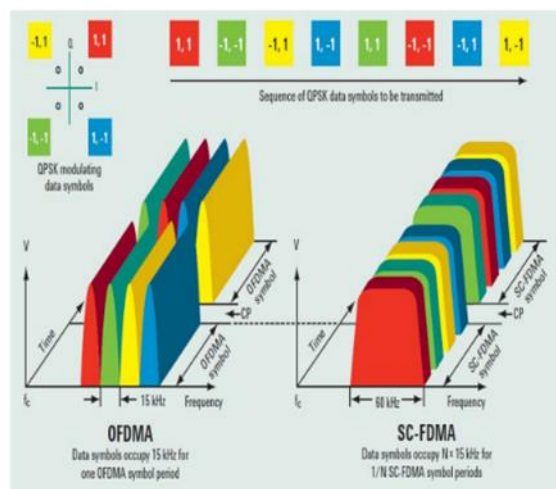 Q
-1, 1
1, 1
I
-1, -1
1, -1
QPSK modulating
data symbols
1, 1
-1, -1
-1, 1
1, -1
1, 1
-1, -1
-1, 1
1, -1
Sequence of QPSK data symbols to be transmitted
V
Time
fc
15 kHz
Frequency
OFDMA
symbol
CP
OFDMA
symbol
OFDMA
Data symbols occupy 15 kHz for
one OFDMA symbol period
V
Time
fc
60 kHz
Frequency
SC-FDMA
symbol
CP
SC-FDMA
symbol
SC-FDMA
Data symbols occupy N × 15 kHz for
1/N SC-FDMA symbol periods